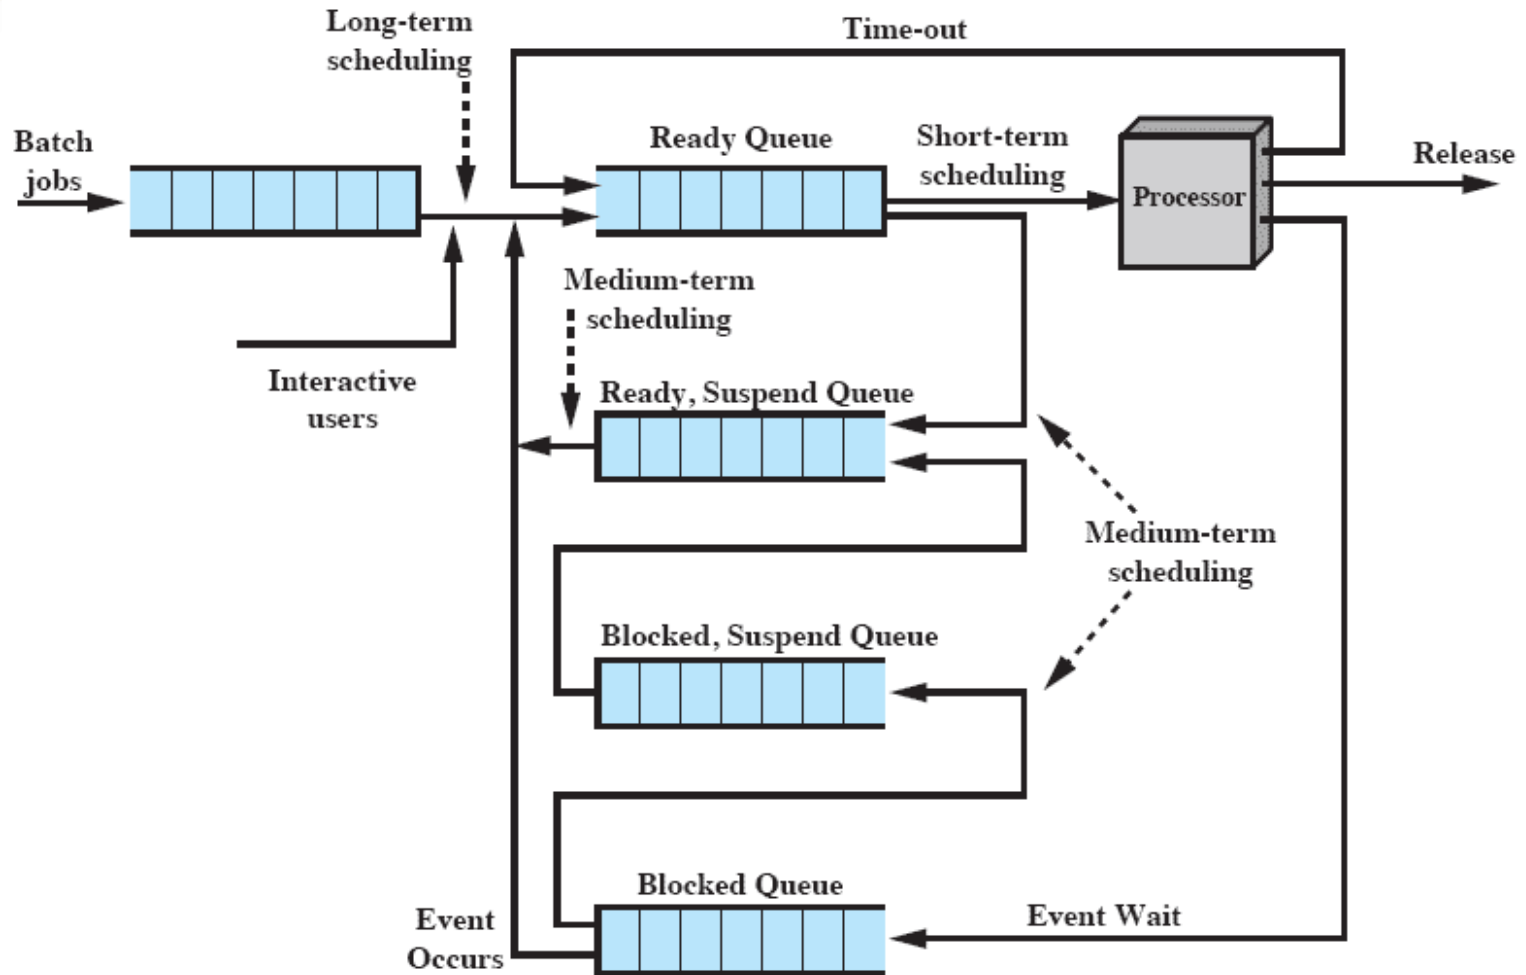 Long-term
scheduling
Time-out
Batch
jobs
Ready Queue
Short-term
scheduling
Processor
Release
Medium-term
scheduling
Interactive
users
Ready, Suspend Queue
Medium-term
scheduling
Blocked, Suspend Queue
Blocked Queue
Event
Occurs
Event Wait